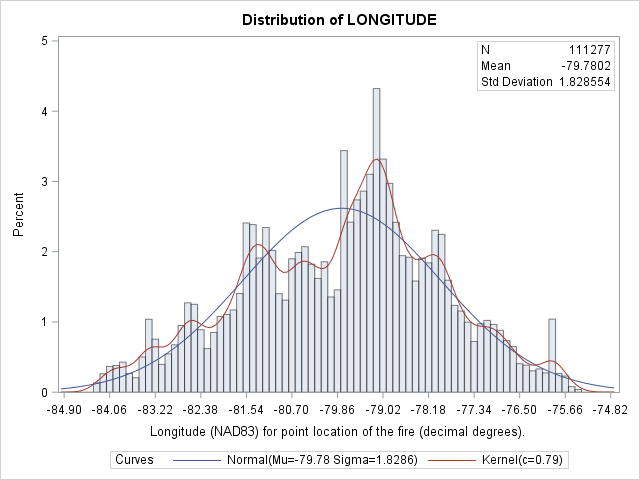 Distribution of LONGITUDE
N 111277
Mean -79.7802
Std Deviation 1.828554
5
4
3
2
1
0
Percent
-84.90 -84.06 -83.22 -82.38 -81.54 -80.70 -79.86 -79.02 -78.18 -77.34 -76.50 -75.66 -74.82
Longitude (NAD83) for point location of the fire (decimal degrees).
Curves Normal(Mu=-79.78 Sigma=1.8286) Kernel(c=0.79)